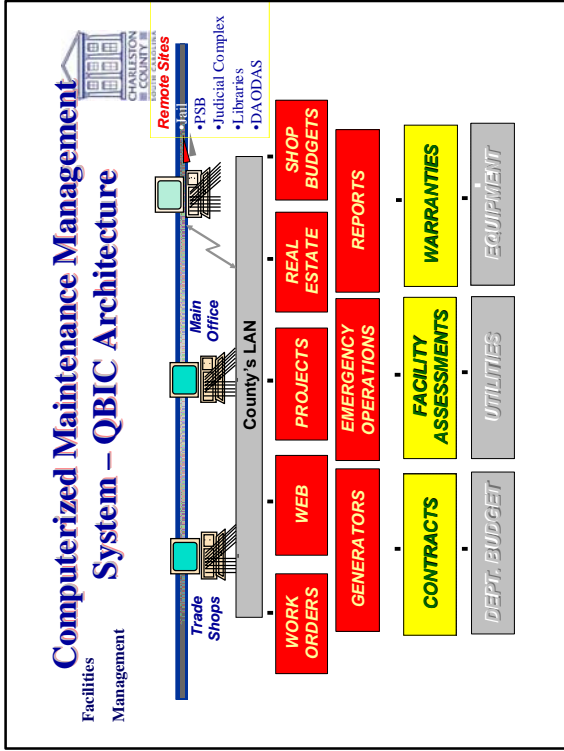 Computerized Maintenance Management
System – QBIC Architecture
Facilities
Management
CHARLESTON
COUNTY
SOUTH CAROLINA
Trade
Shops
Main
Office
Remote Sites
•Jail
•PSB
•Judicial Complex
•Libraries
•DAODAS
County's LAN
WORK
ORDERS
WEB
PROJECTS
REAL
ESTATE
SHOP
BUDGETS
GENERATORS
EMERGENCY
OPERATIONS
REPORTS
CONTRACTS
FACILITY
ASSESSMENTS
WARRANTIES
DEPT. BUDGET
UTILITIES
EQUIPMENT